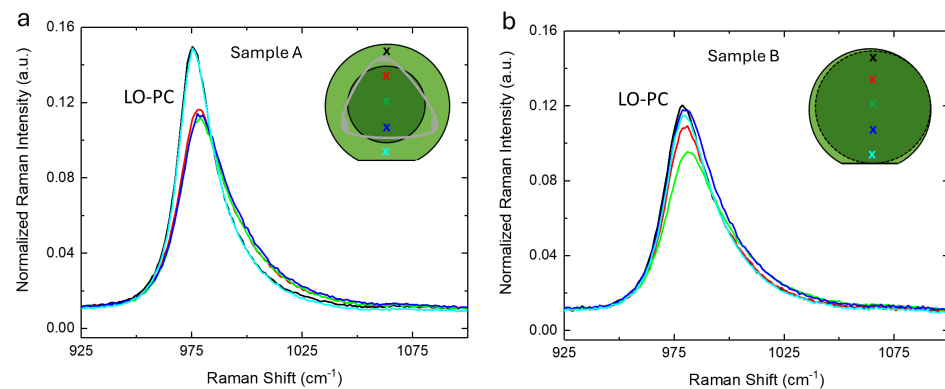 a
Sample A
LO-PC
x
x
x
x
x
Normalized Raman Intensity (a.u.)
0.16
0.12
0.08
0.04
0.00
925
975
1025
1075
Raman Shift (cm⁻¹)
b
Sample B
LO-PC
x
x
x
x
x
Normalized Raman Intensity (a.u.)
0.16
0.12
0.08
0.04
0.00
925
975
1025
1075
Raman Shift (cm⁻¹)